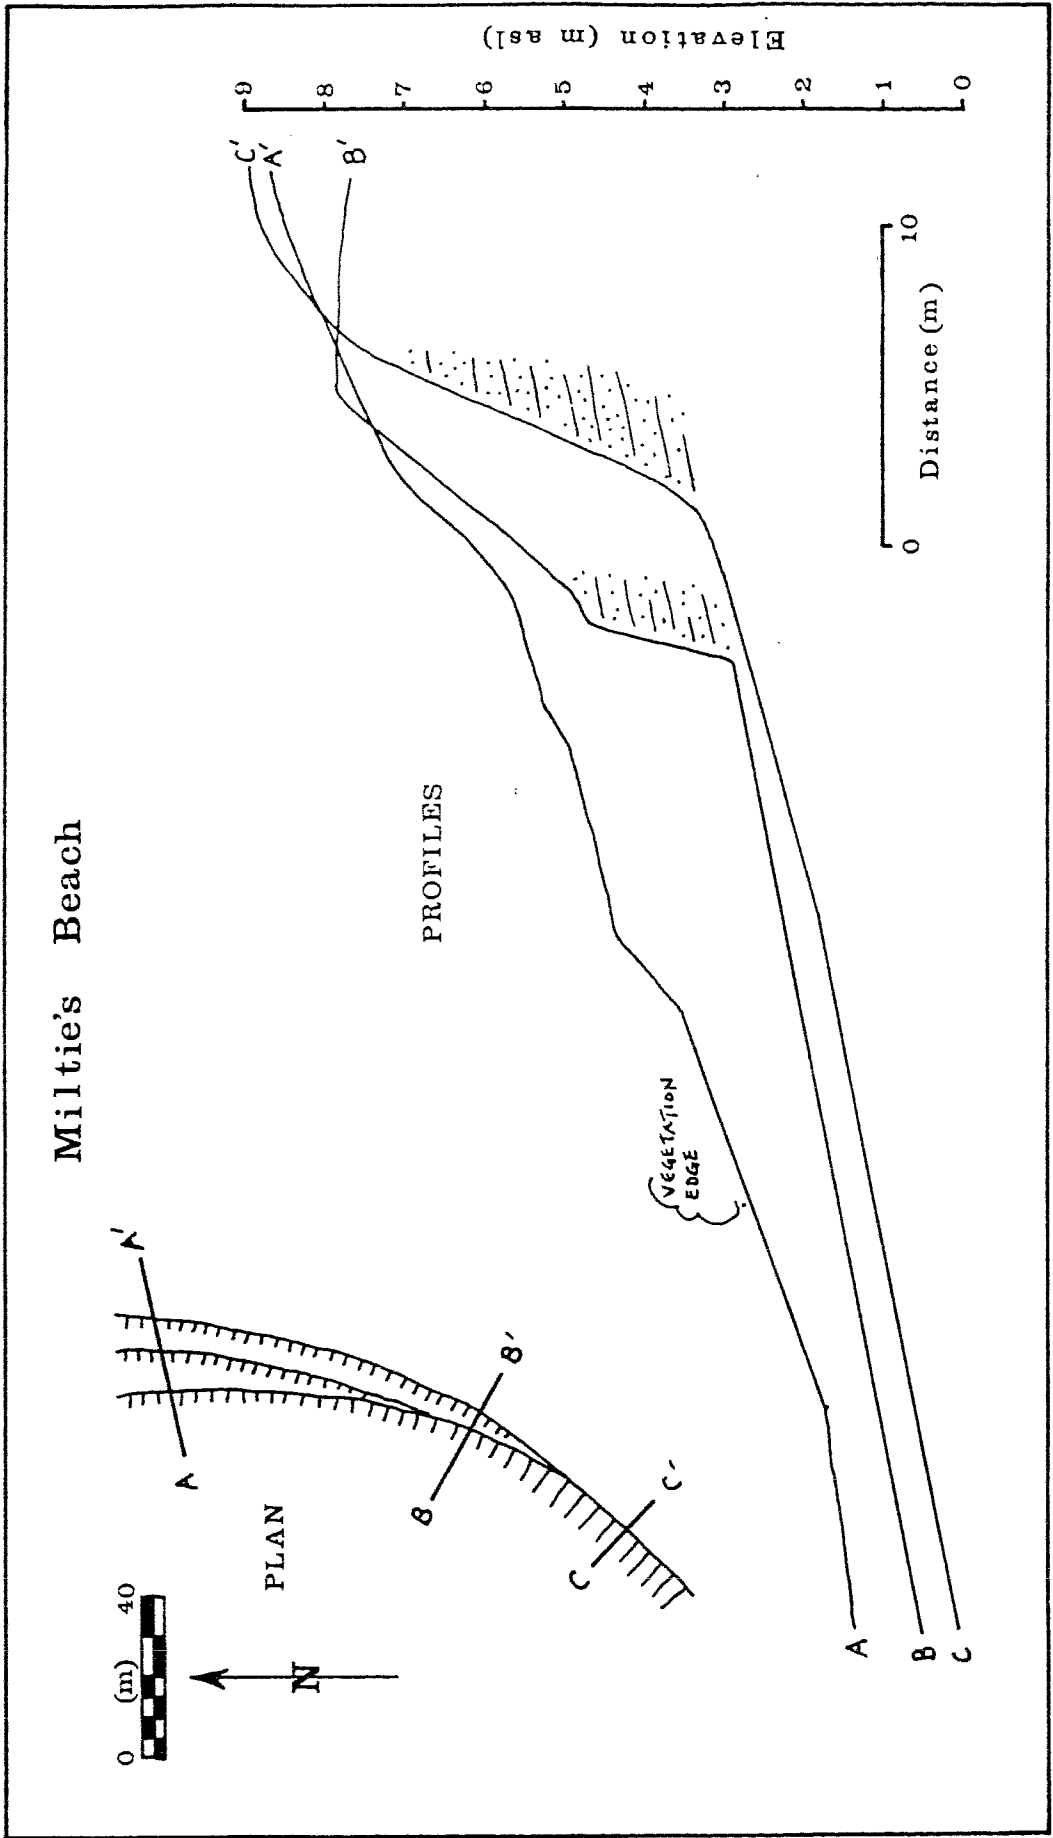 Miltie's Beach
0 (m) 40
N
PLAN
A A'
B B'
C C'
PROFILES
VEGETATION
EDGE
A
B
C
C'
A'
B'
9
8
7
6
5
4
3
2
1
0
Elevation (m asl)
0 10
Distance (m)